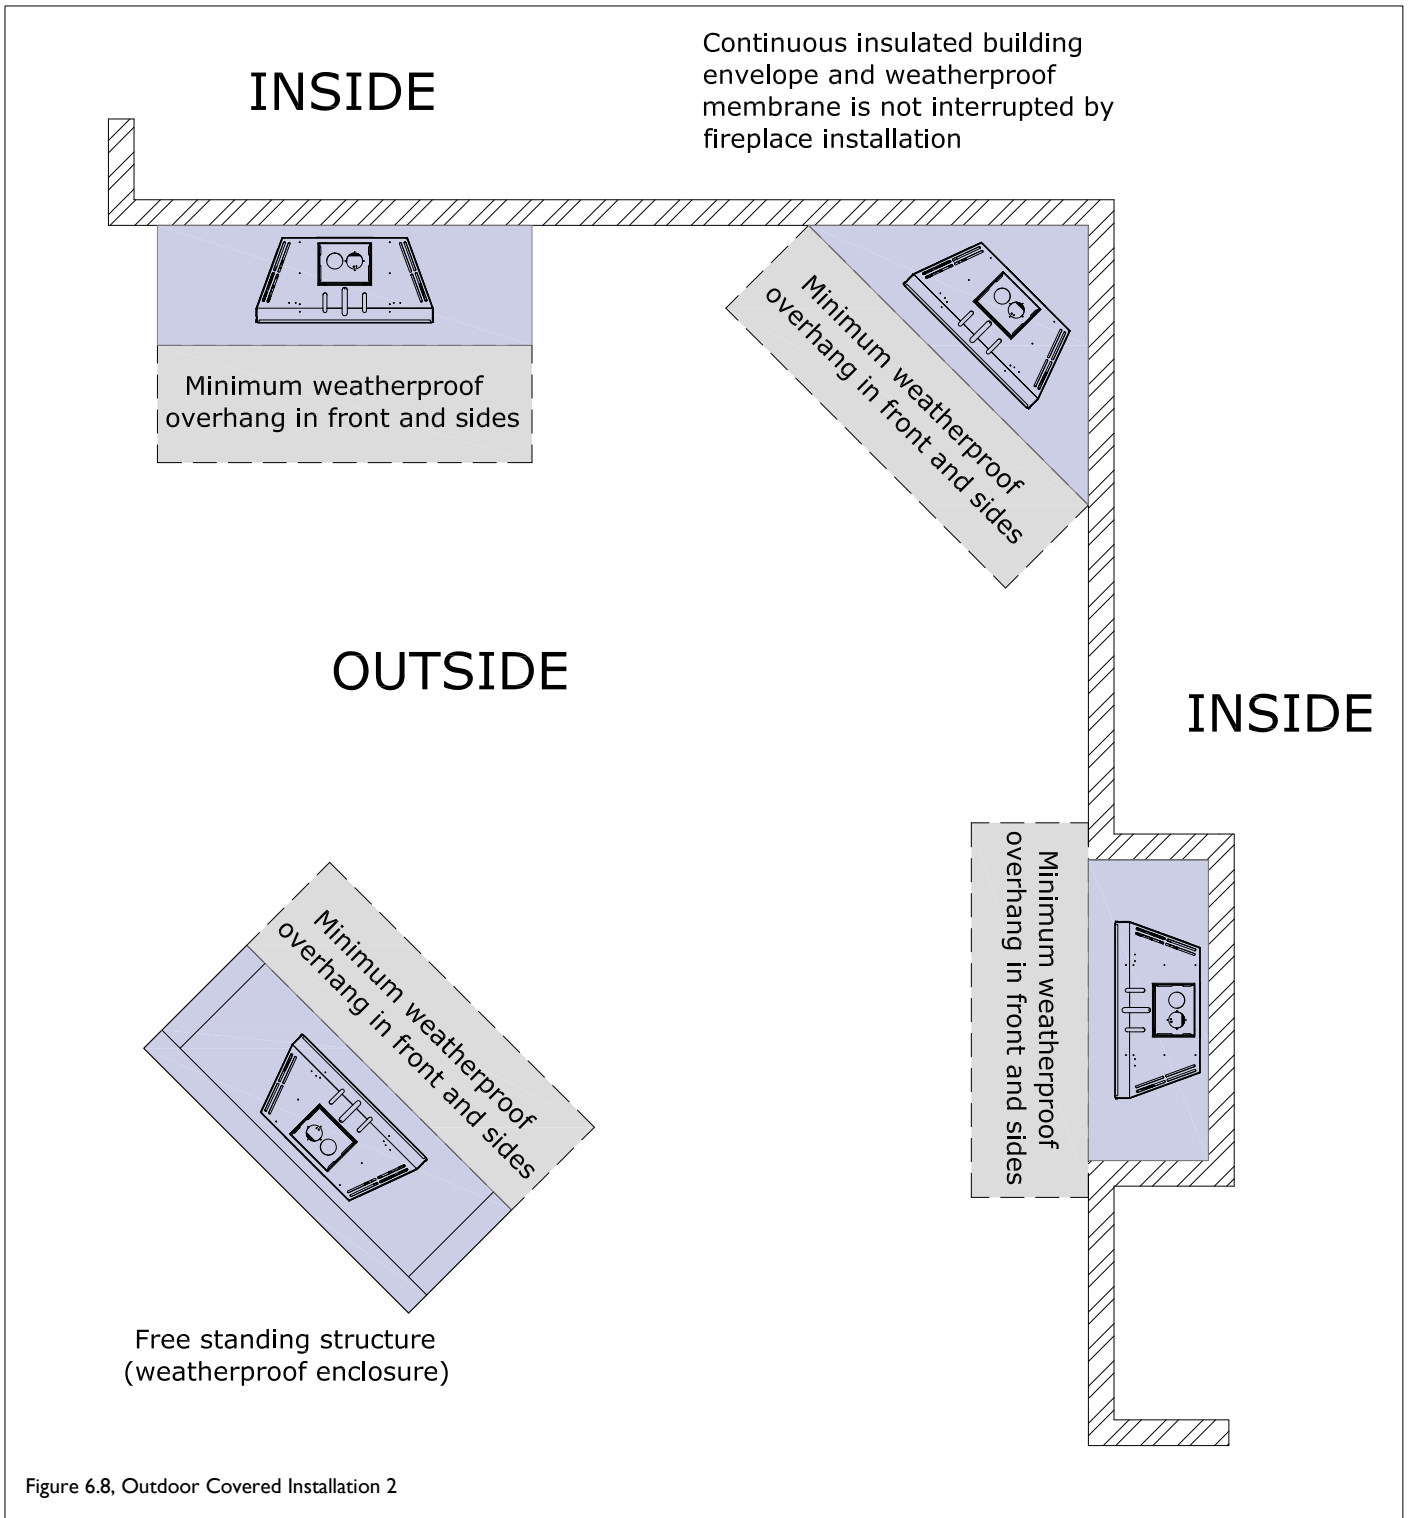 INSIDE
Continuous insulated building
envelope and weatherproof
membrane is not interrupted by
fireplace installation
Minimum weatherproof
overhang in front and sides
Minimum weatherproof
overhang in front and sides
OUTSIDE
INSIDE
Minimum weatherproof
overhang in front and sides
Minimum weatherproof
overhang in front and sides
Free standing structure
(weatherproof enclosure)
Figure 6.8, Outdoor Covered Installation 2